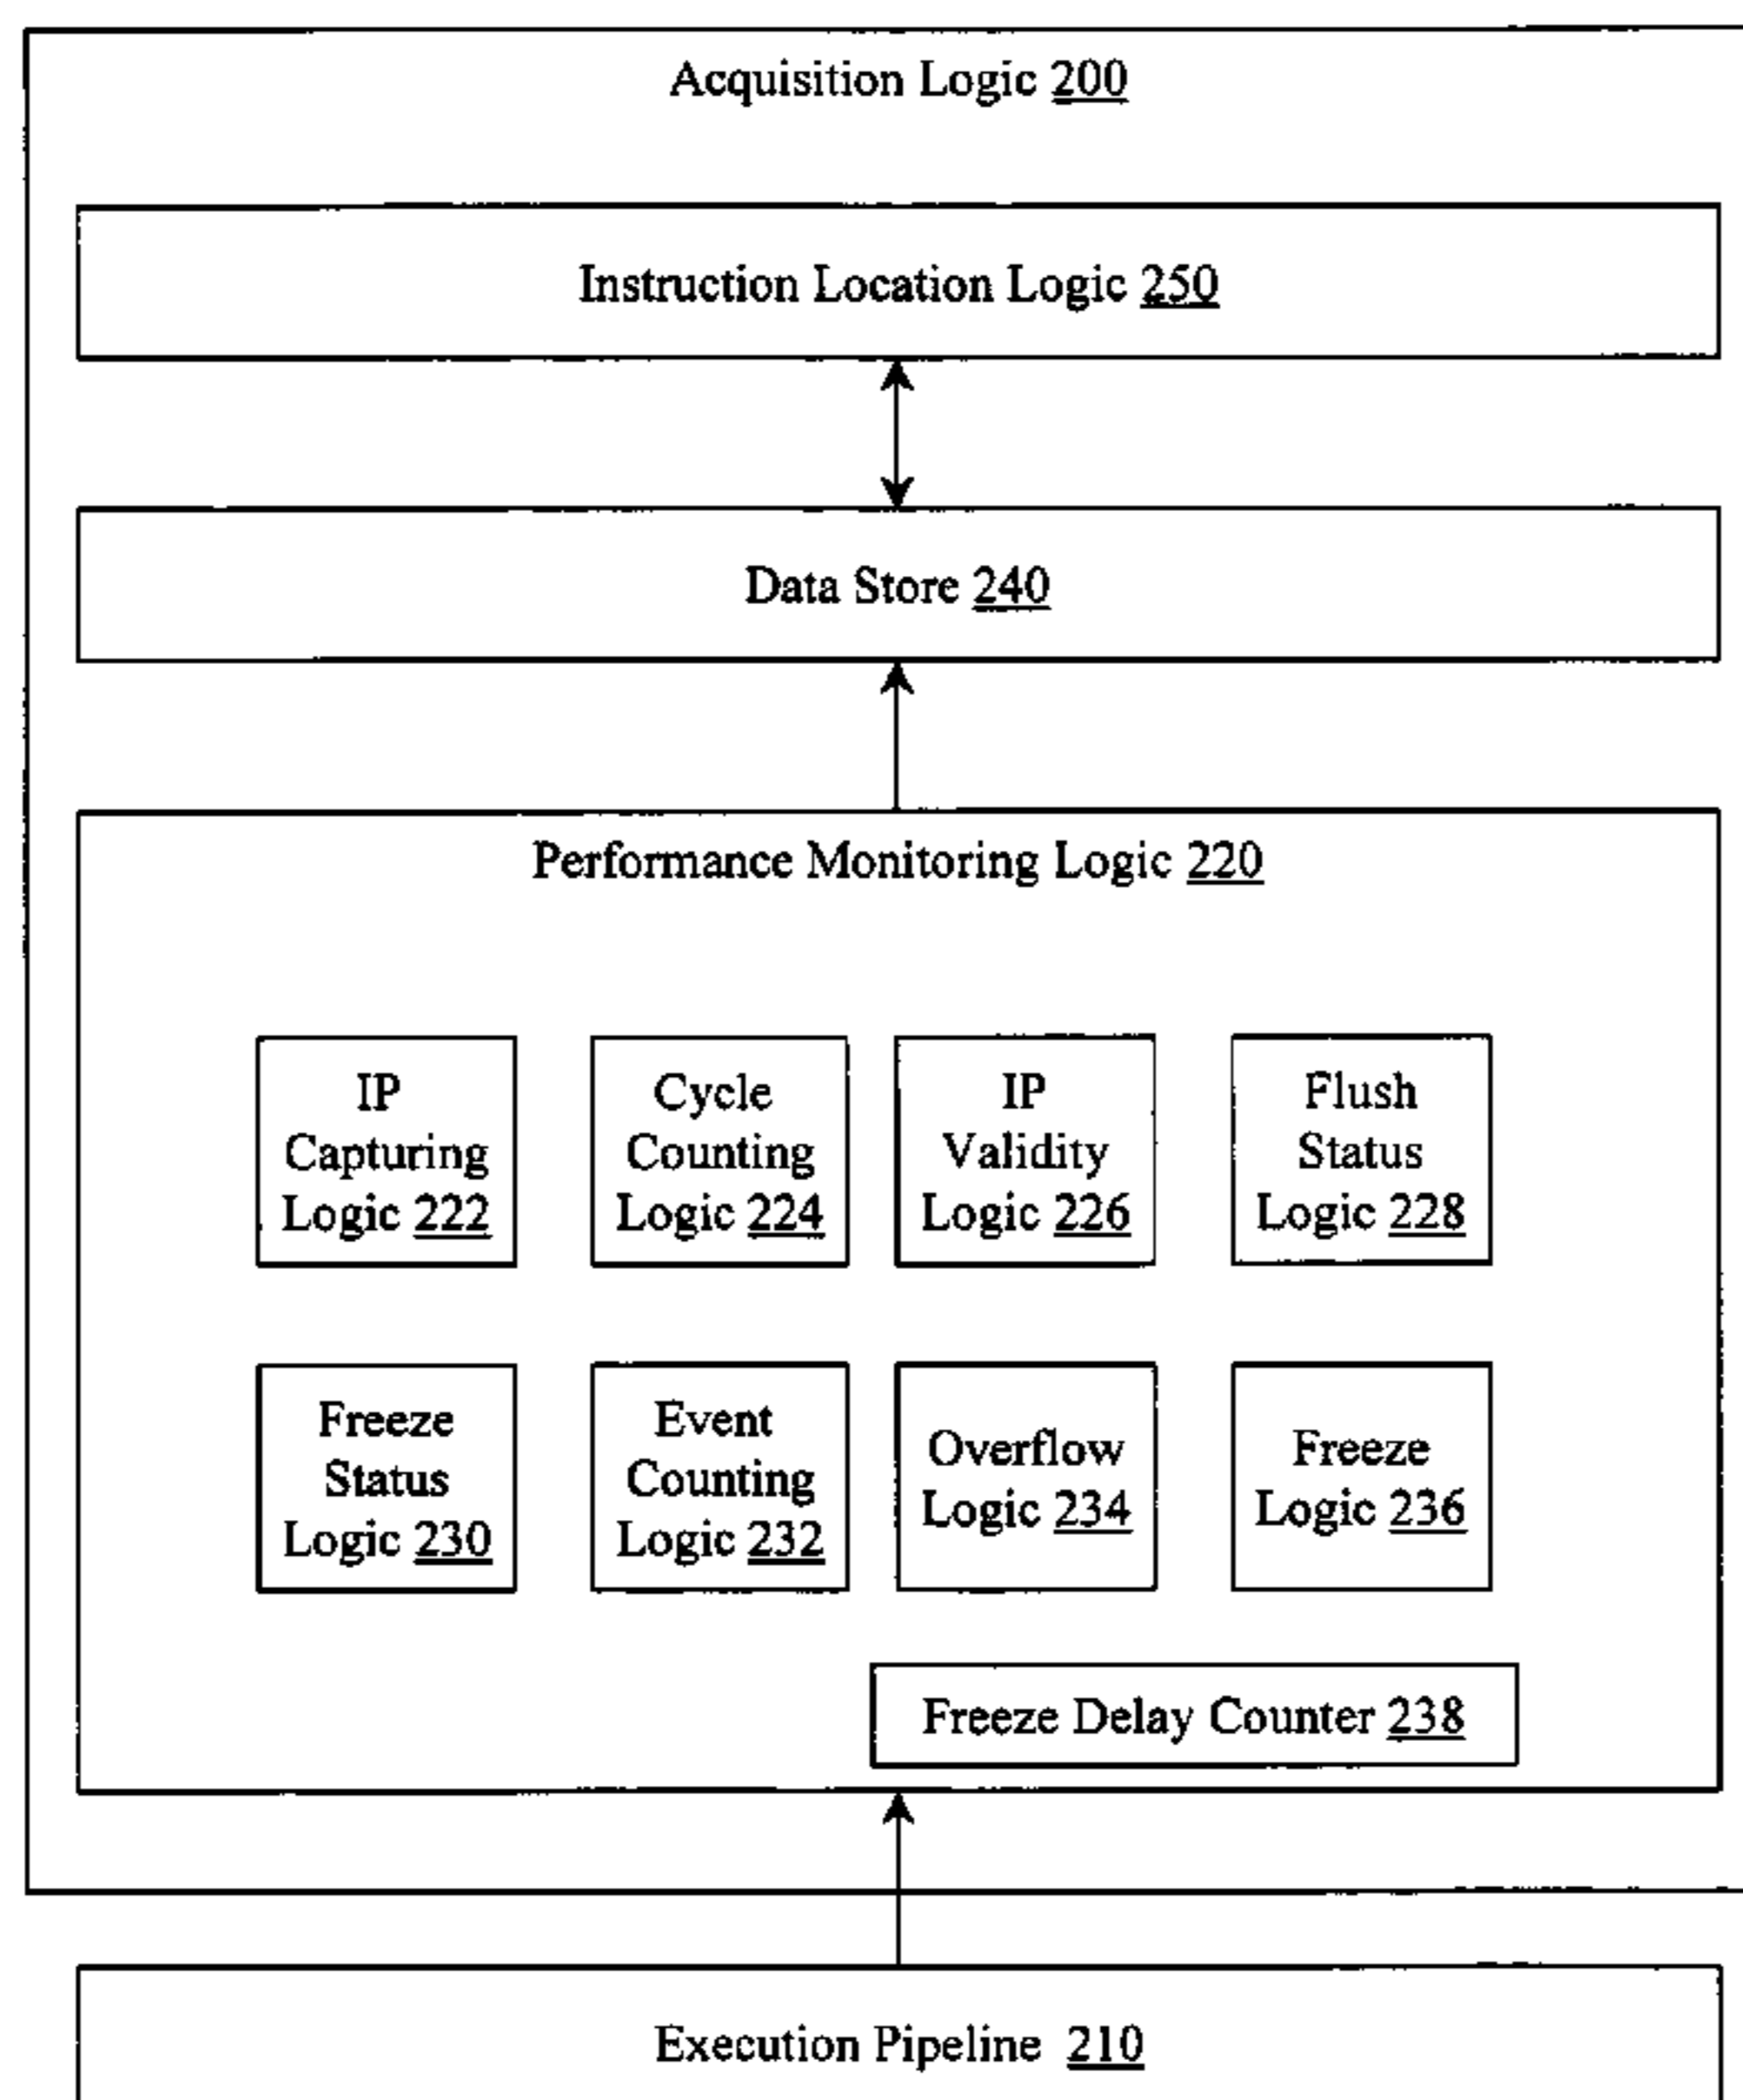 Acquisition Logic 200
Instruction Location Logic 250
Data Store 240
Performance Monitoring Logic 220
IP
Capturing
Logic 222
Cycle
Counting
Logic 224
IP
Validity
Logic 226
Flush
Status
Logic 228
Freeze
Status
Logic 230
Event
Counting
Logic 232
Overflow
Logic 234
Freeze
Logic 236
Freeze Delay Counter 238
Execution Pipeline 210